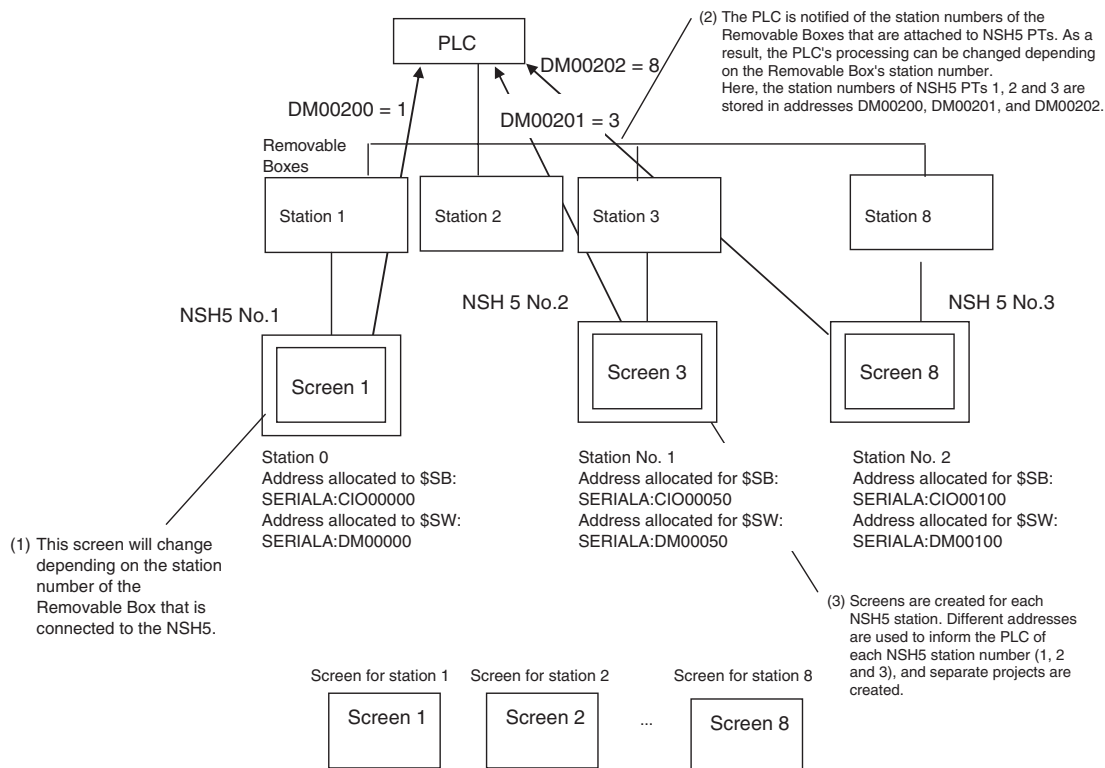 PLC
(2) The PLC is notified of the station numbers of the
Removable Boxes that are attached to NSH5 PTs. As a
result, the PLC's processing can be changed depending
on the Removable Box's station number.
Here, the station numbers of NSH5 PTs 1, 2 and 3 are
stored in addresses DM00200, DM00201, and DM00202.
DM00202 = 8
DM00200 = 1
DM00201 = 3
Removable
Boxes
Station 1
Station 2
Station 3
Station 8
NSH5 No.1
NSH 5 No.2
NSH 5 No.3
Screen 1
Screen 3
Screen 8
Station 0
Address allocated to $SB:
SERIALA:CIO00000
Address allocated to $SW:
SERIALA:DM00000
Station No. 1
Address allocated for $SB:
SERIALA:CIO00050
Address allocated for $SW:
SERIALA:DM00050
Station No. 2
Address allocated for $SB:
SERIALA:CIO00100
Address allocated for $SW:
SERIALA:DM00100
(1) This screen will change
depending on the station
number of the
Removable Box that is
connected to the NSH5.
(3) Screens are created for each
NSH5 station. Different addresses
are used to inform the PLC of
each NSH5 station number (1, 2
and 3), and separate projects are
created.
Screen for station 1
Screen for station 2
Screen for station 8
Screen 1
Screen 2
...
Screen 8